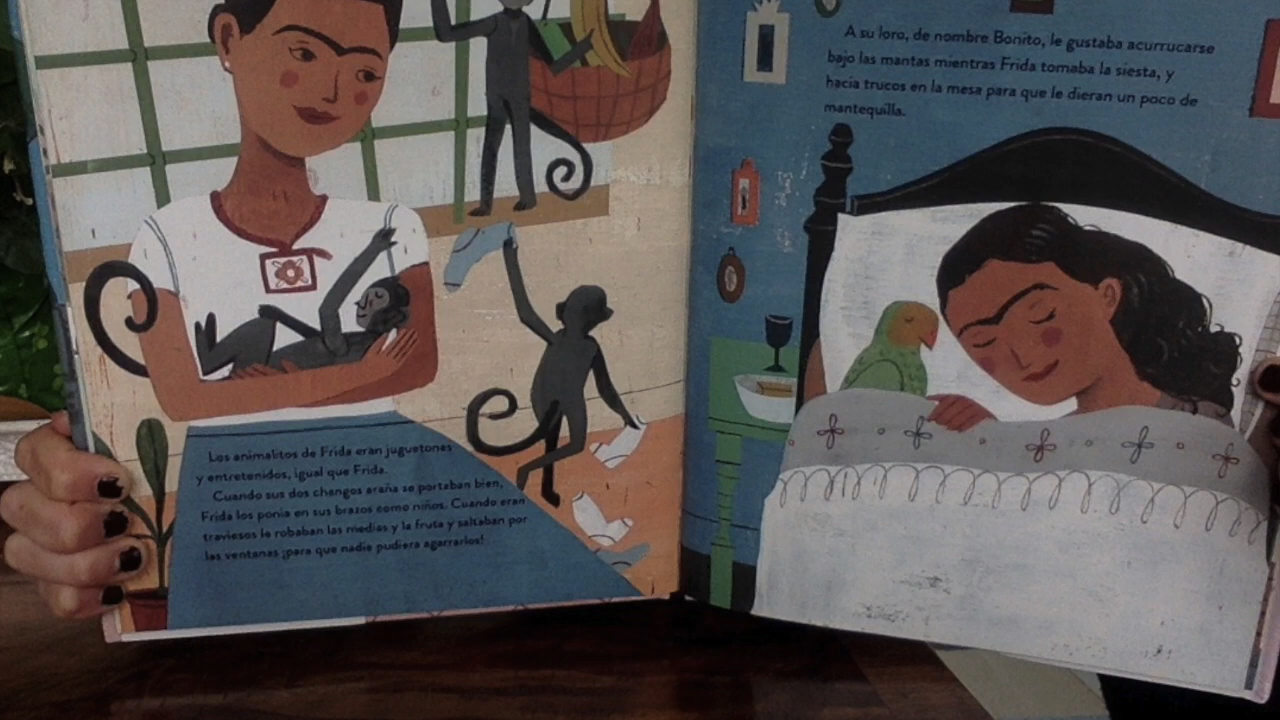 Los animalitos de Frida eran juguetones
y entretenidos, igual que Frida.
Cuando sus dos changos araña se portaban bien,
Frida los ponía en sus brazos como niños. Cuando eran
traviesos le robaban las medias y la fruta y saltaban por
las ventanas ¡para que nadie pudiera agarrarlos!
A su loro, de nombre Bonito, le gustaba acurrucarse
bajo las mantas mientras Frida tomaba la siesta, y
hacía trucos en la mesa para que le dieran un poco de
mantequilla.